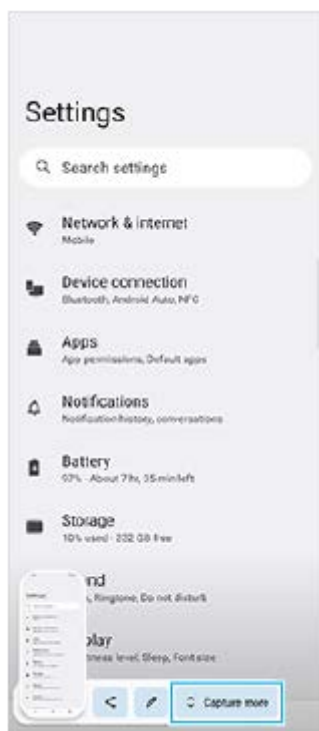 Settings
Search settings
Network & internet
Mobile
Device connection
Bluetooth, Android Auto, NFC
Apps
App permissions, Default apps
Notifications
Notification history, conversations
Battery
97% - About 79h, 35 min left
Storage
10% used - 232 GB free
nd
, Ringtone, Do not disturb
play
tness level, Sleep, Font size
Capture more